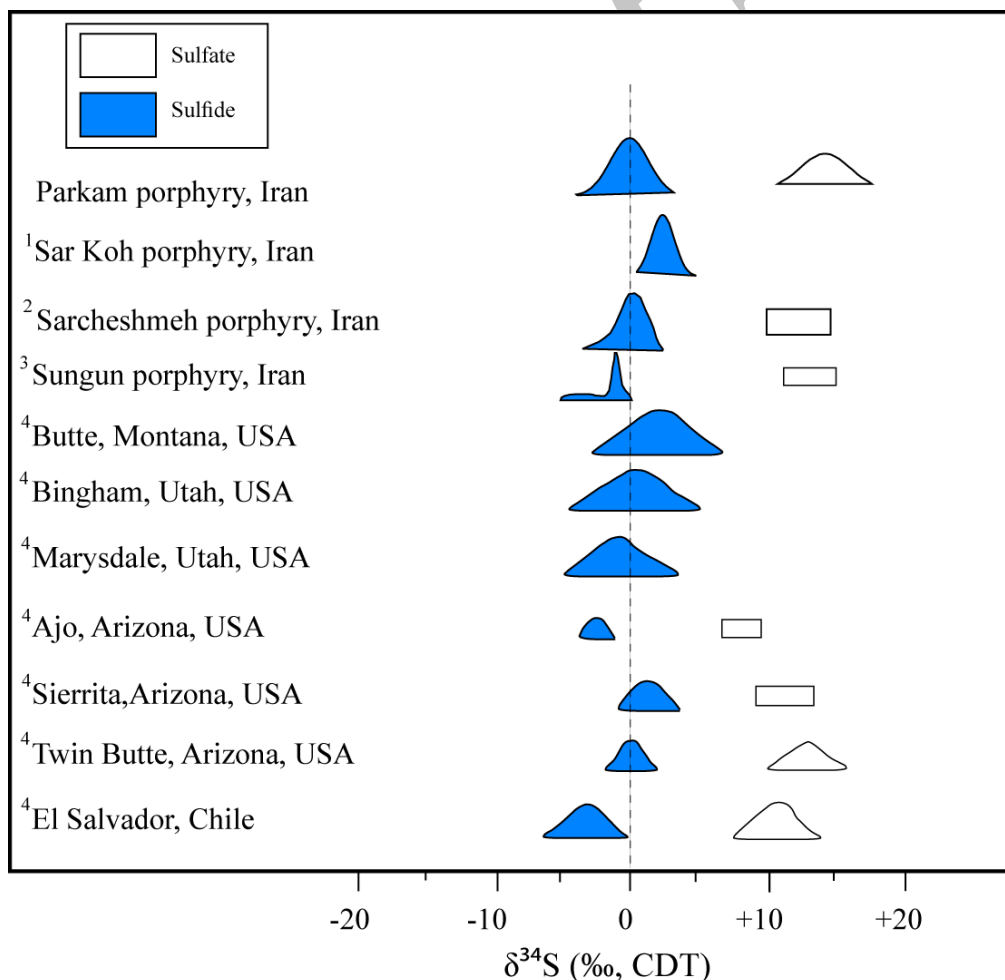 Sulfate
Sulfide
Parkam porphyry, Iran
¹Sar Koh porphyry, Iran
²Sarcheshmeh porphyry, Iran
³Sungun porphyry, Iran
⁴Butte, Montana, USA
⁴Bingham, Utah, USA
⁴Marysdale, Utah, USA
⁴Ajo, Arizona, USA
⁴Sierrita,Arizona, USA
⁴Twin Butte, Arizona, USA
⁴El Salvador, Chile
-20 -10 0 +10 +20
δ³⁴S (‰, CDT)